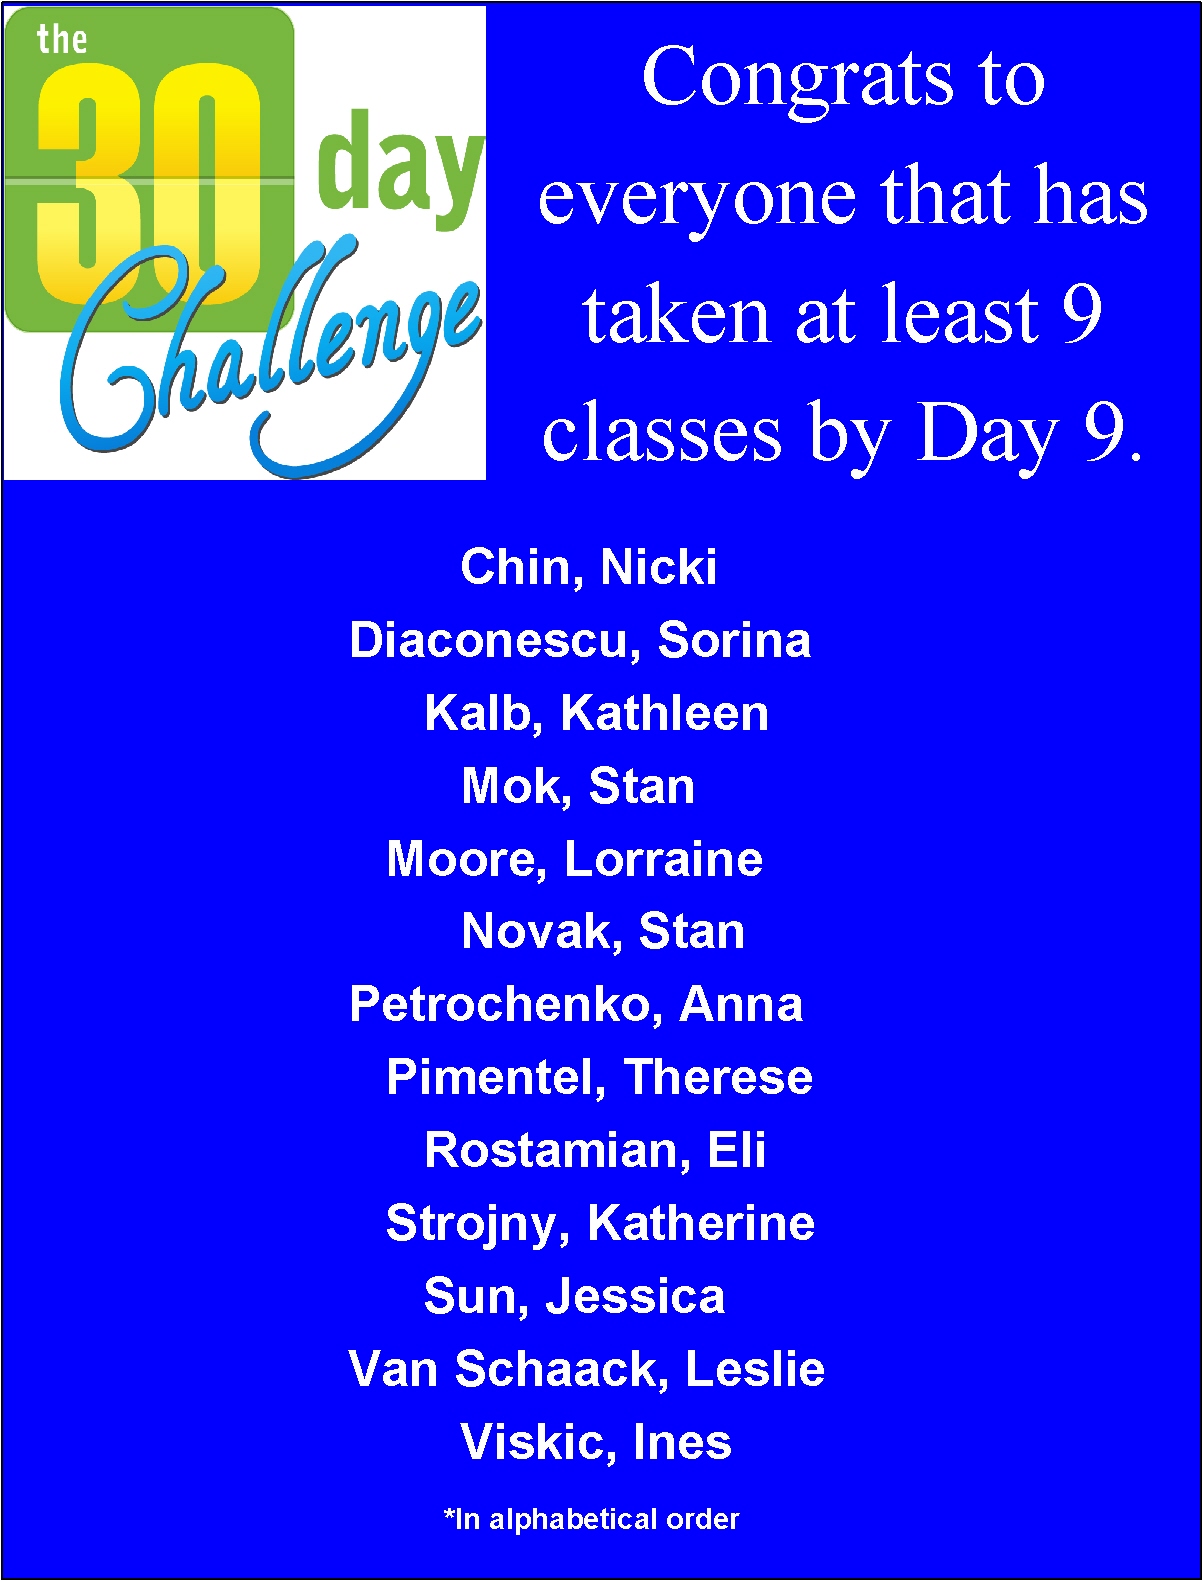 the
30
day
Challenge
Congrats to
everyone that has
taken at least 9
classes by Day 9.
Chin, Nicki
Diaconescu, Sorina
Kalb, Kathleen
Mok, Stan
Moore, Lorraine
Novak, Stan
Petrochenko, Anna
Pimentel, Therese
Rostamian, Eli
Strojny, Katherine
Sun, Jessica
Van Schaack, Leslie
Viskic, Ines
*In alphabetical order